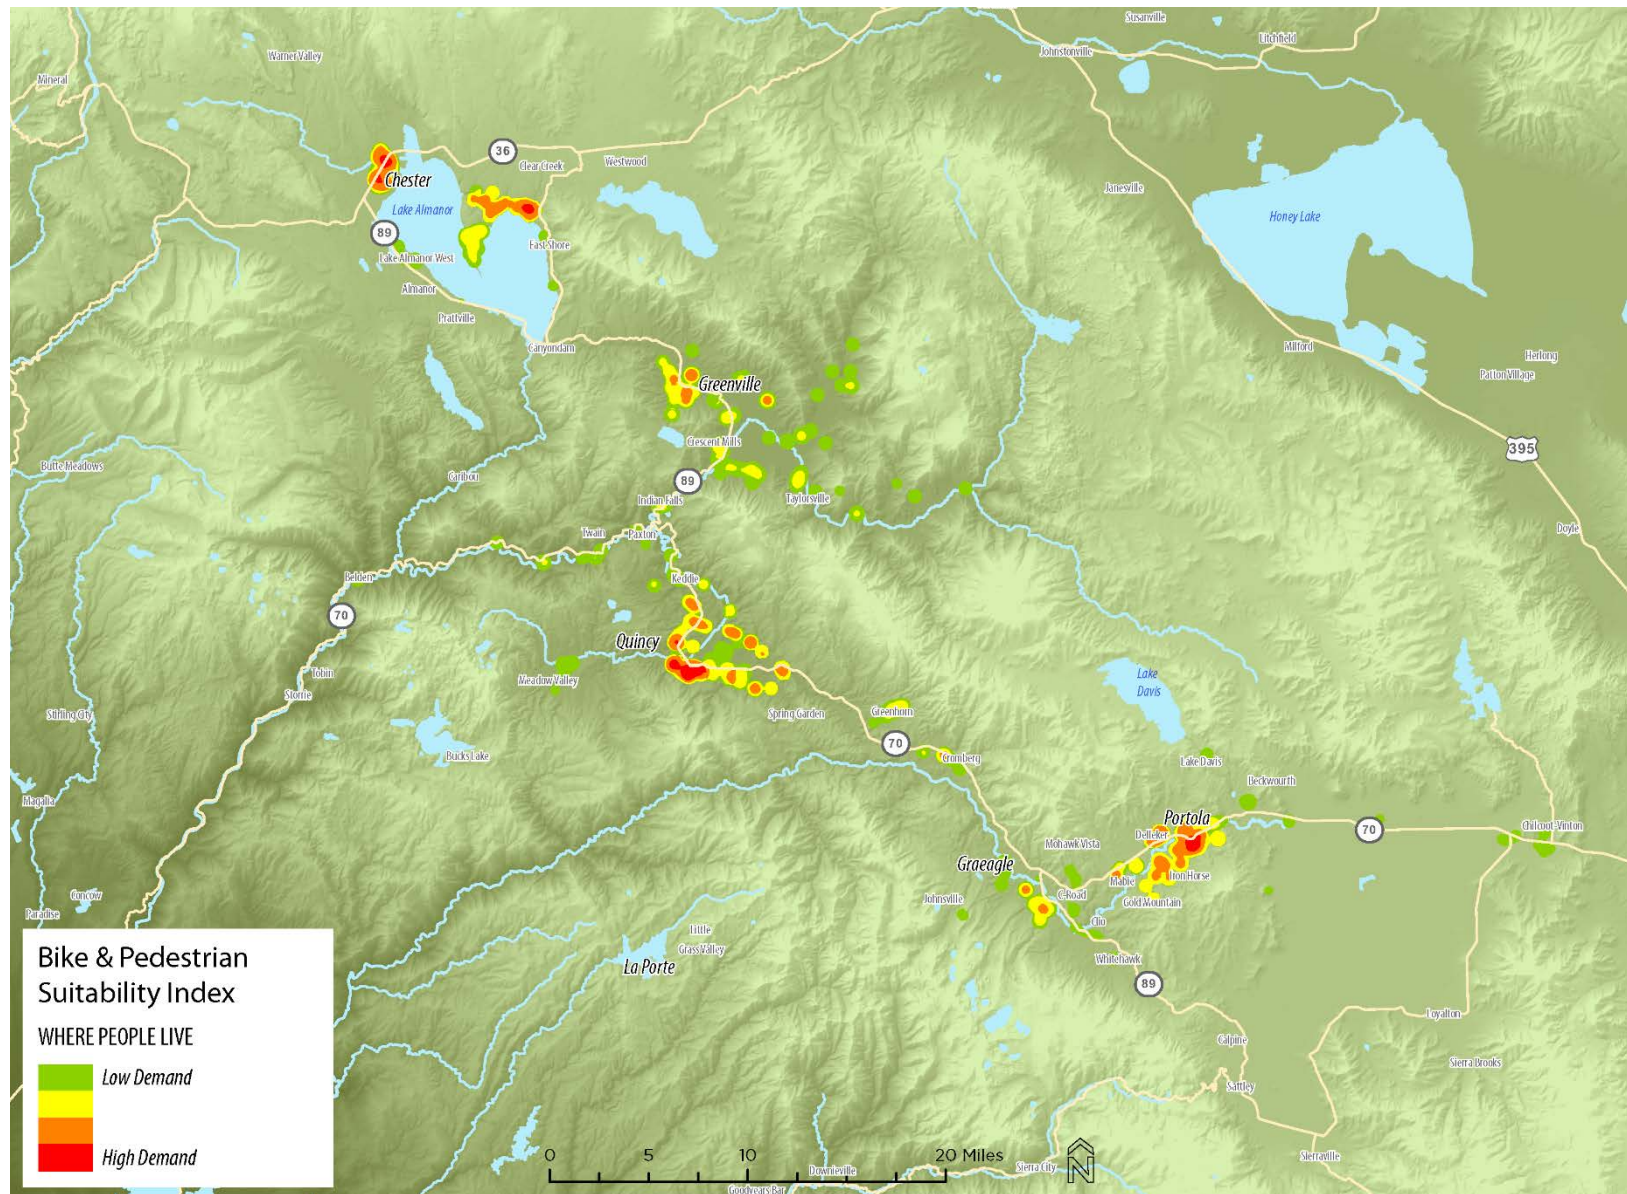 Susanville
Litchfield
Johnstonville
Warner Valley
Mineral
36
Clear Creek
Westwood
Chester
Janesville
Lake Almanor
Honey Lake
89
East Shore
Lake Almanor West
Almanor
Prattville
Canyondam
Milford
Herlong
Patton Village
Greenville
Crescent Mills
395
Butte Meadows
Caribou
89
Indian Falls
Taylorsville
Twain
Paxton
Doyle
Belden
Keddie
70
Quincy
Tobin
Meadow Valley
Lake
Davis
Storrie
Stirling City
Spring Garden
Greenhorn
70
Bucks Lake
Cromberg
Lake Davis
Beckwourth
Magalia
Portola
Chilcoot-Vinton
70
Delleker
Mohawk Vista
Graeagle
Iron Horse
Mabie
C-Road
Gold Mountain
Johnsville
Concow
Paradise
Clio
Little
Grass Valley
Whitehawk
La Porte
89
Loyalton
Calpine
Sierra Brooks
Sattley
Sierraville
Sierra City
Downieville
Goodyears Bar
Bike & Pedestrian
Suitability Index
WHERE PEOPLE LIVE
Low Demand
High Demand
0 5 10 20 Miles
N